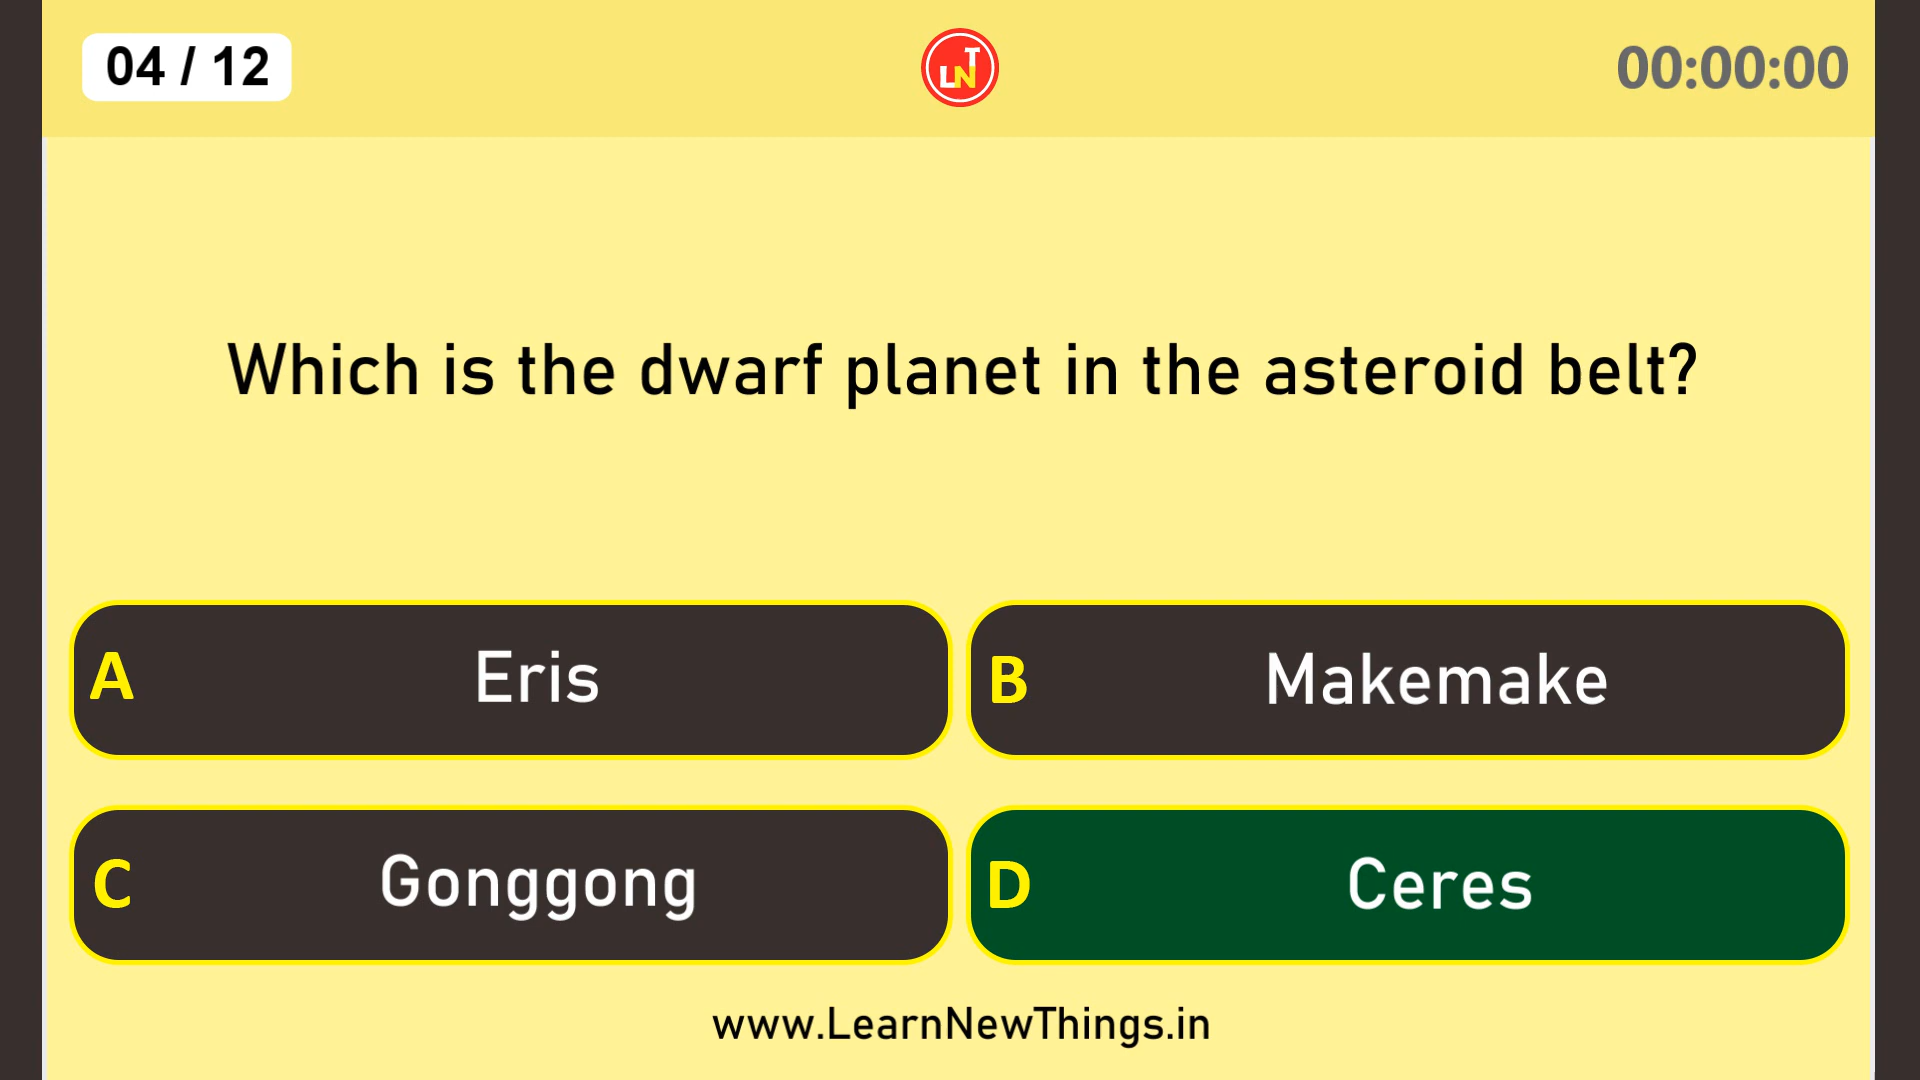 04 / 12
LNT
00:00:00
Which is the dwarf planet in the asteroid belt?
A Eris
B Makemake
C Gonggong
D Ceres
www.LearnNewThings.in